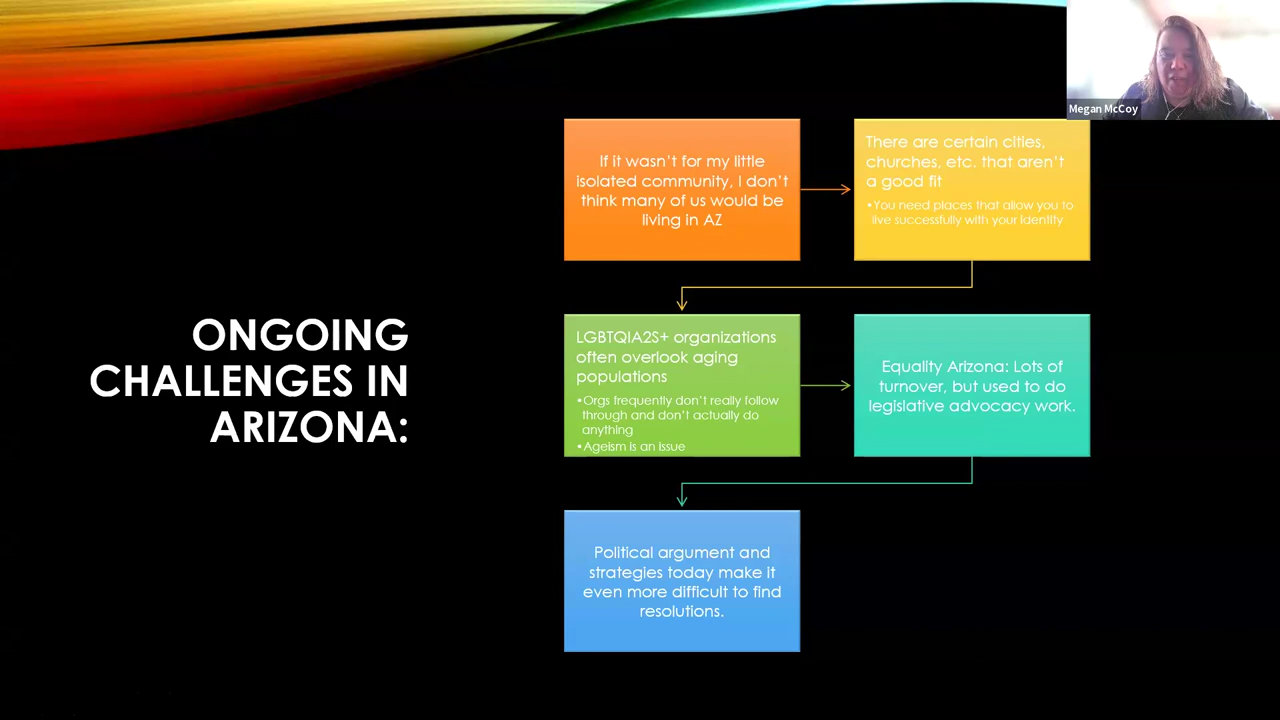 Megan McCoy
ONGOING
CHALLENGES IN
ARIZONA:
If it wasn't for my little
isolated community, I don't
think many of us would be
living in AZ
There are certain cities,
churches, etc. that aren't
a good fit
•You need places that allow you to
live successfully with your identity
LGBTQIA2S+ organizations
often overlook aging
populations
•Orgs frequently don't really follow
through and don't actually do
anything
•Ageism is an issue
Equality Arizona: Lots of
turnover, but used to do
legislative advocacy work.
Political argument and
strategies today make it
even more difficult to find
resolutions.